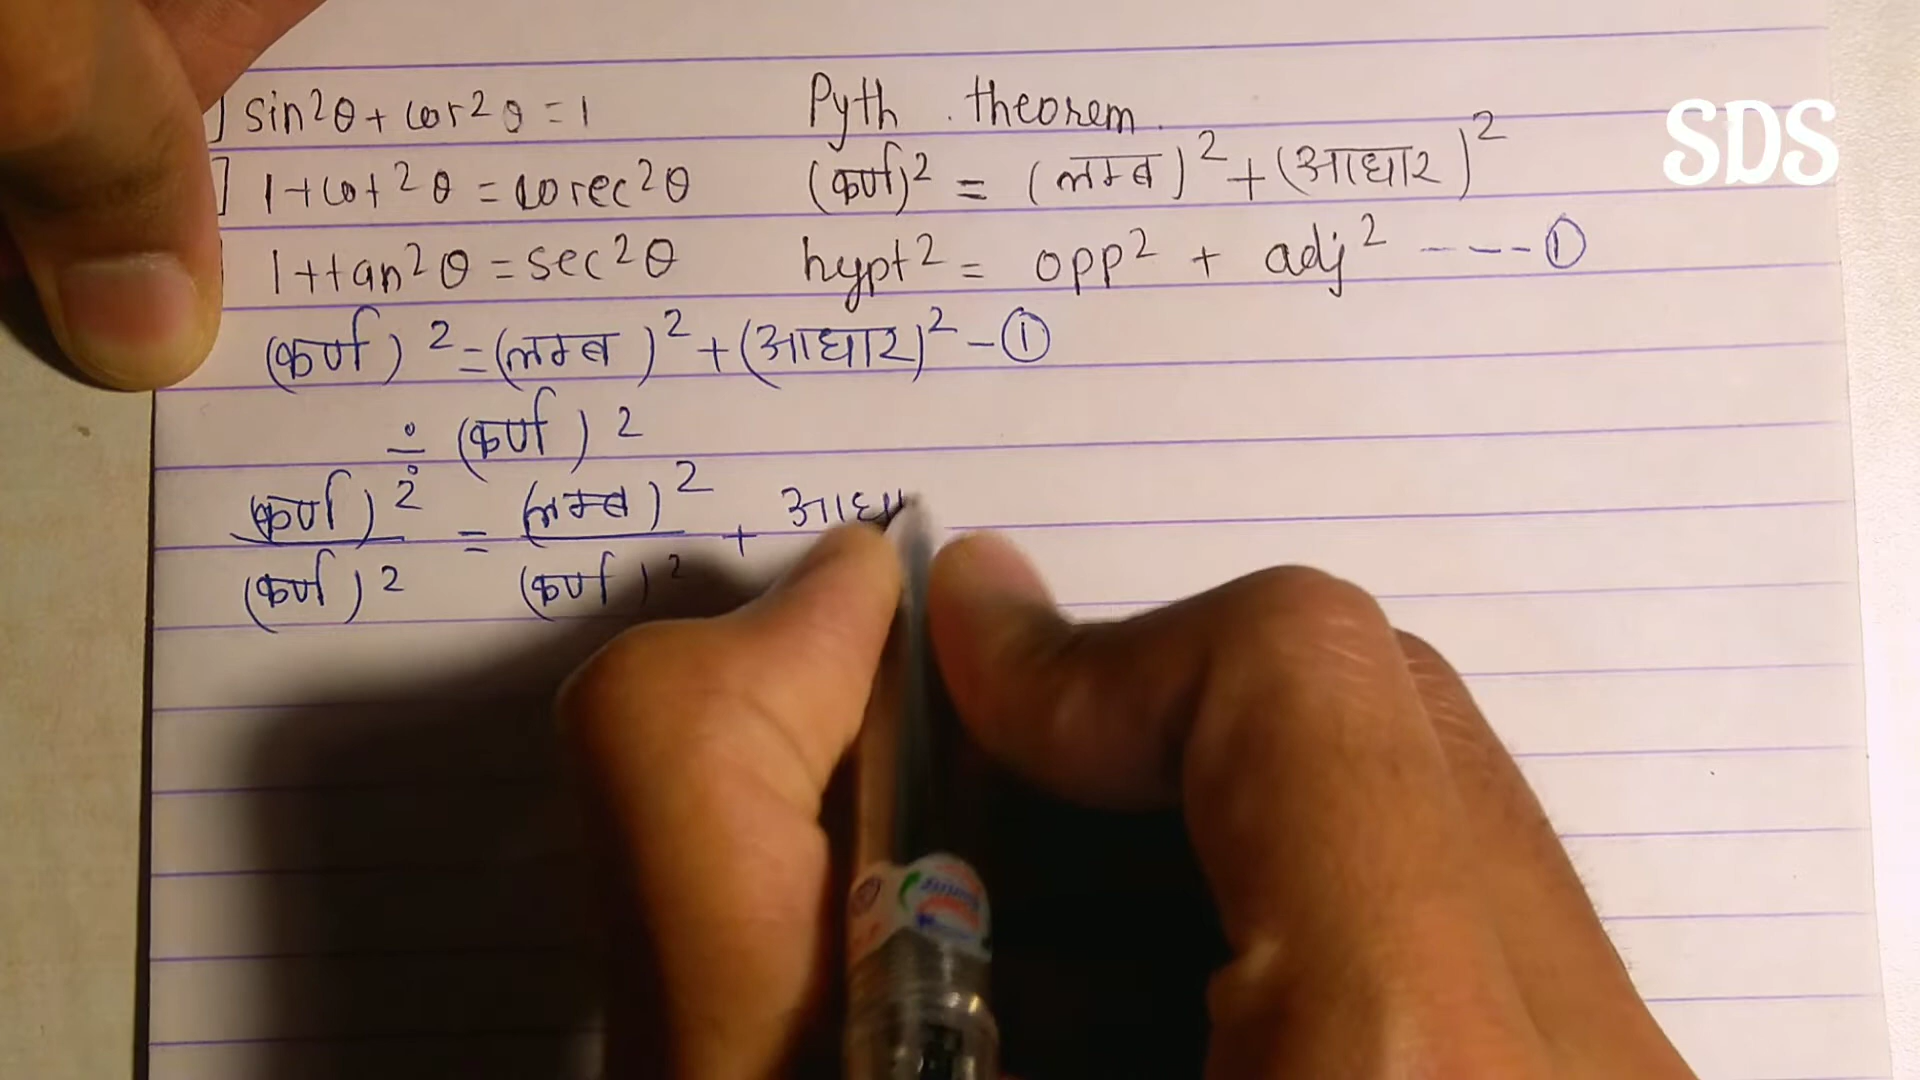 ] sin²θ + cos²θ = 1 Pyth. theorem. SDS
] 1+cot²θ = cosec²θ (कर्ण)² = (लम्ब)² + (आधार)²
1+tan²θ = sec²θ hypt² = opp² + adj² ---- ①
(कर्ण)² = (लम्ब)² + (आधार)² - ①
÷ (कर्ण)²
(कर्ण)² / (कर्ण)² = (लम्ब)² / (कर्ण)² + आधा